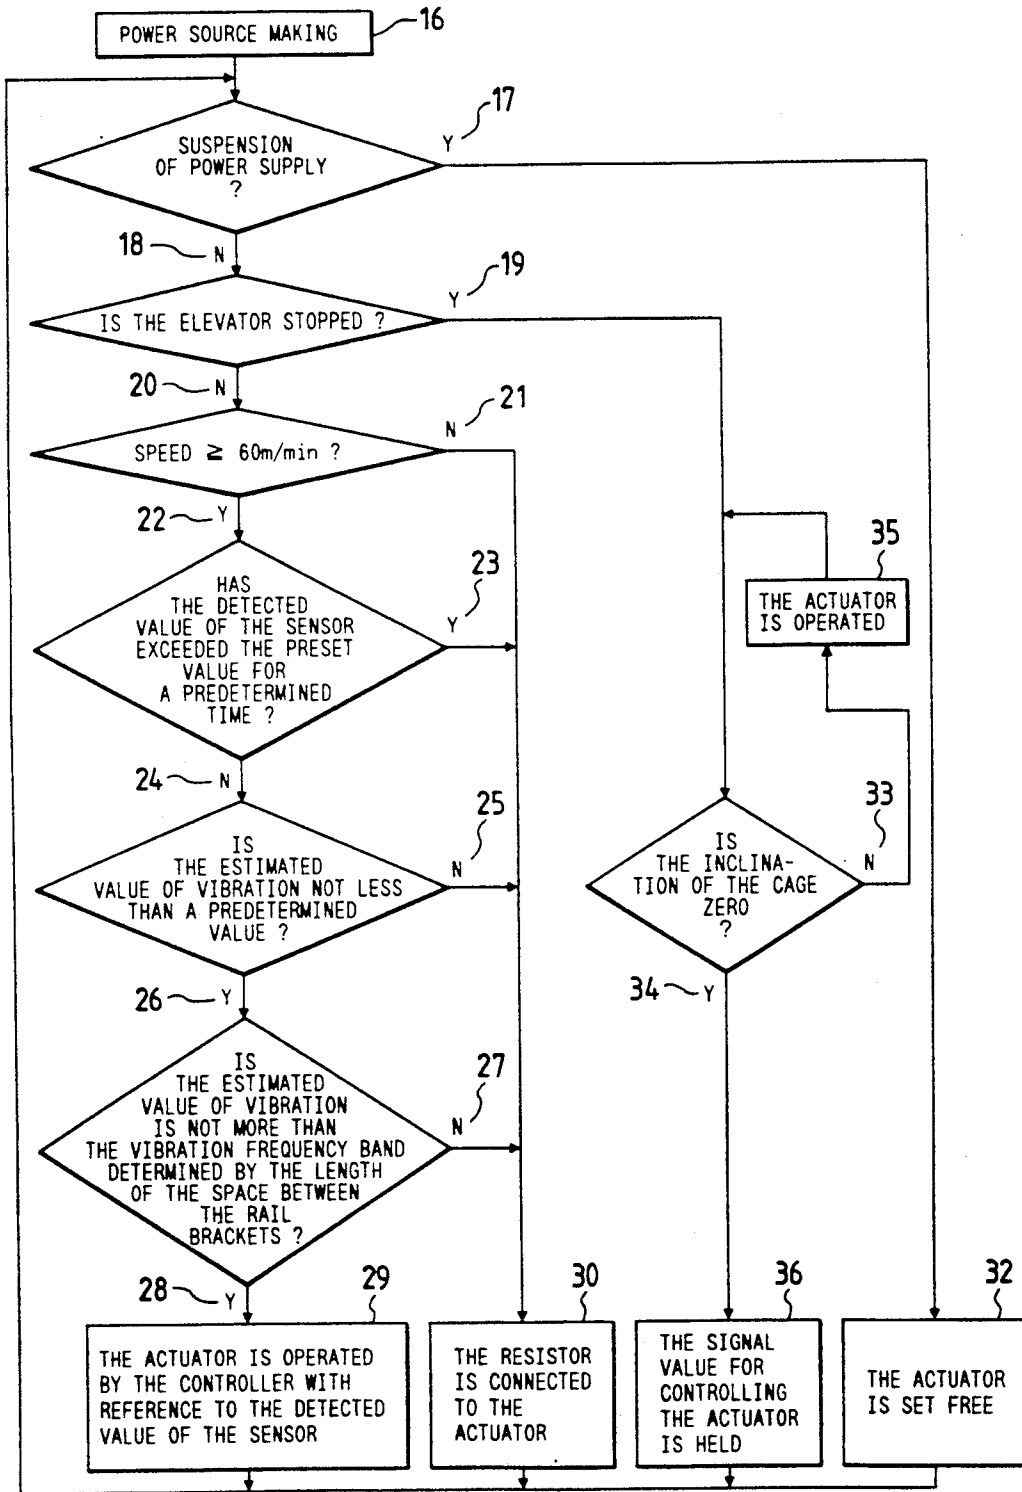 POWER SOURCE MAKING
16
17
SUSPENSION
OF POWER SUPPLY
?
Y
18
N
19
IS THE ELEVATOR STOPPED ?
Y
20
N
21
SPEED ≧ 60m/min ?
N
22
Y
23
HAS
THE DETECTED
VALUE OF THE SENSOR
EXCEEDED THE PRESET
VALUE FOR
A PREDETERMINED
TIME ?
Y
35
THE ACTUATOR
IS OPERATED
24
N
25
IS
THE ESTIMATED
VALUE OF VIBRATION NOT LESS
THAN A PREDETERMINED
VALUE ?
N
33
IS
THE INCLINA-
TION OF THE CAGE
ZERO
?
N
26
Y
34
Y
27
IS
THE ESTIMATED
VALUE OF VIBRATION
IS NOT MORE THAN
THE VIBRATION FREQUENCY BAND
DETERMINED BY THE LENGTH
OF THE SPACE BETWEEN
THE RAIL
BRACKETS ?
N
28
Y
29
THE ACTUATOR IS OPERATED
BY THE CONTROLLER WITH
REFERENCE TO THE DETECTED
VALUE OF THE SENSOR
30
THE RESISTOR
IS CONNECTED
TO THE
ACTUATOR
36
THE SIGNAL
VALUE FOR
CONTROLLING
THE ACTUATOR
IS HELD
32
THE ACTUATOR
IS SET FREE